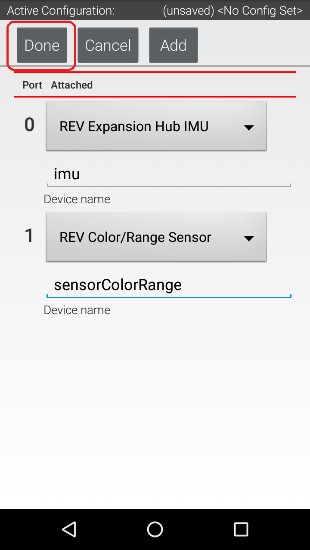 Active Configuration: (unsaved) <No Config Set>
Done Cancel Add
Port Attached
0 REV Expansion Hub IMU
imu
Device name
1 REV Color/Range Sensor
sensorColorRange
Device name